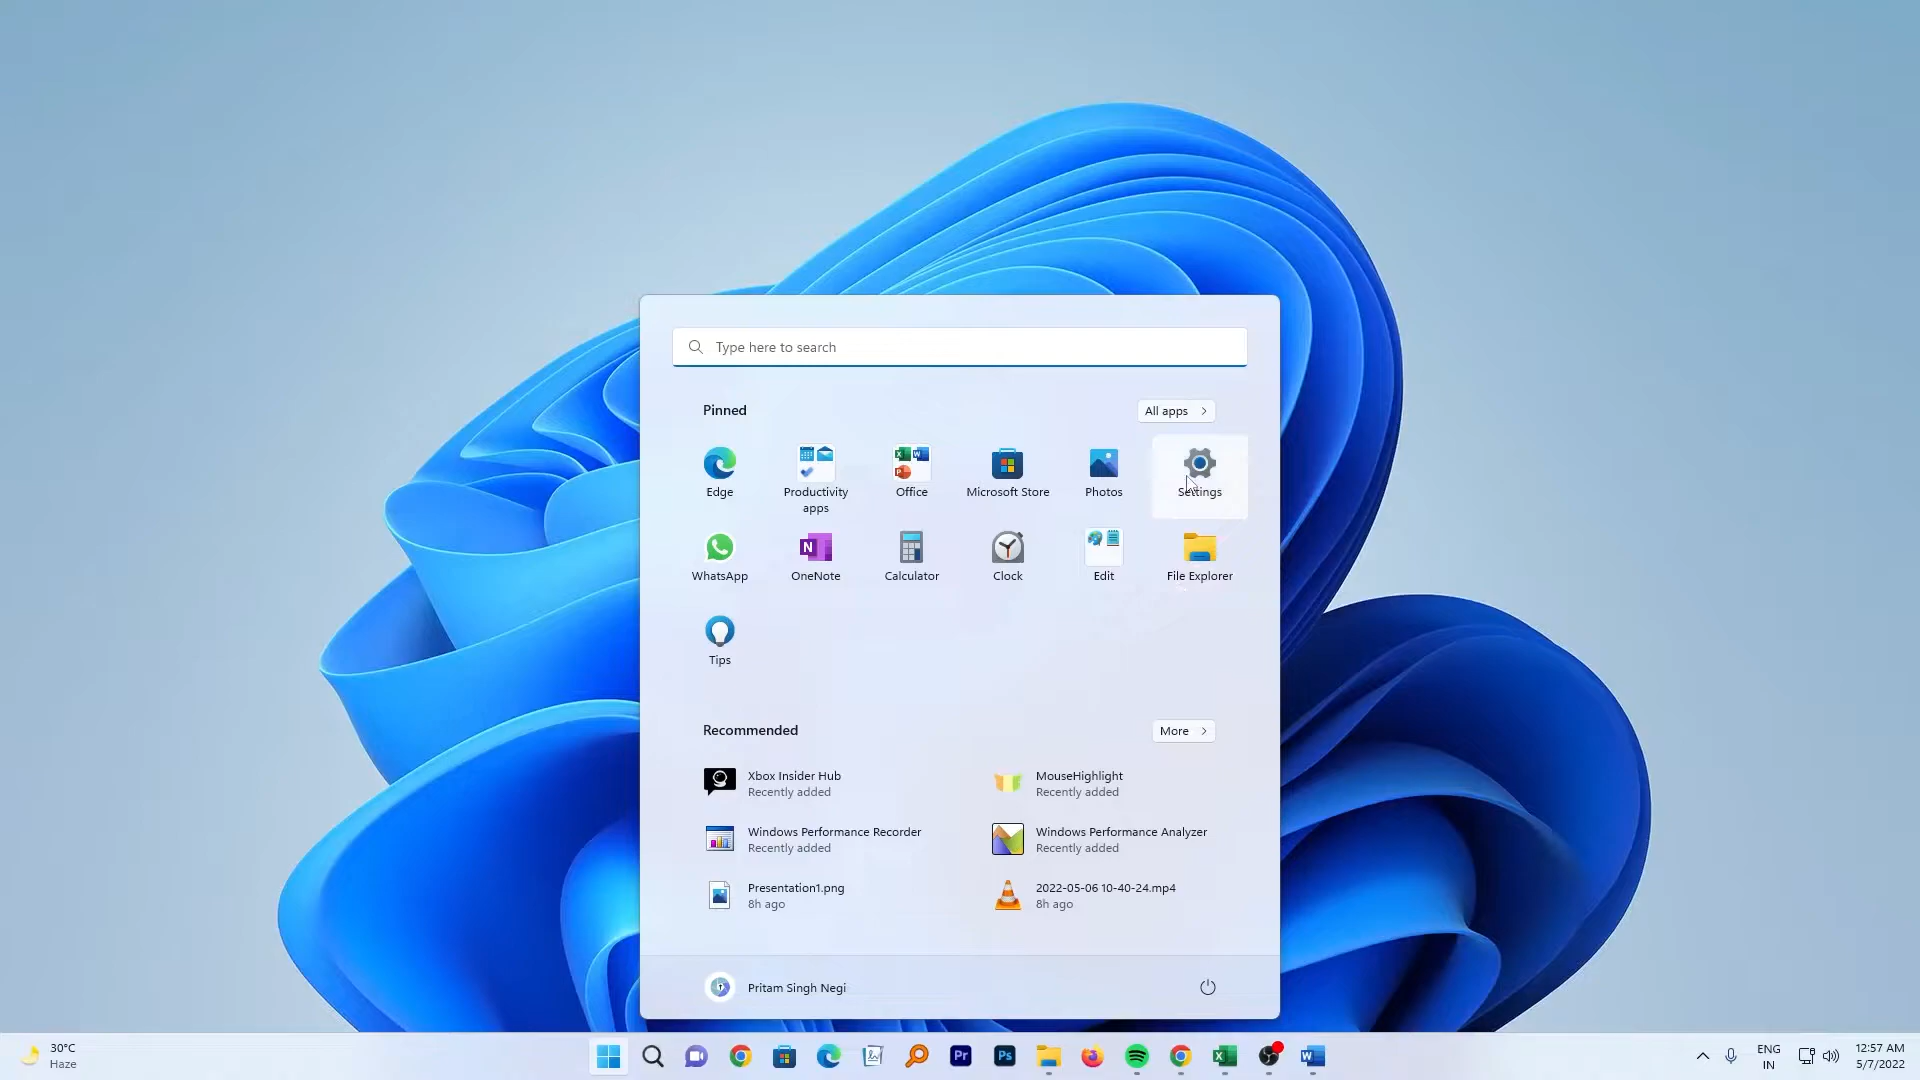 Type here to search
Pinned
All apps
Edge
Productivity apps
Office
Microsoft Store
Photos
Settings
WhatsApp
OneNote
Calculator
Clock
Edit
File Explorer
Tips
Recommended
More
Xbox Insider Hub
Recently added
MouseHighlight
Recently added
Windows Performance Recorder
Recently added
Windows Performance Analyzer
Recently added
Presentation1.png
8h ago
2022-05-06 10-40-24.mp4
8h ago
Pritam Singh Negi
30°C
Haze
Pr
Ps
ENG
IN
12:57 AM
5/7/2022